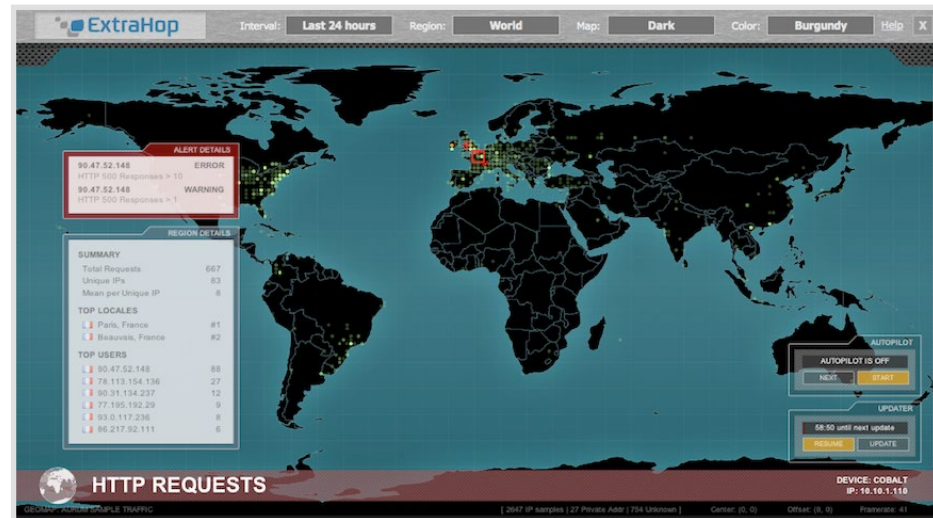 ExtraHop
Interval: Last 24 hours Region: World Map: Dark Color: Burgundy Help X
ALERT DETAILS
90.47.52.148 ERROR
HTTP 500 Responses > 10
90.47.52.148 WARNING
HTTP 500 Responses > 1
REGION DETAILS
SUMMARY
Total Requests 667
Unique IPs 83
Mean per Unique IP 8
TOP LOCALES
Paris, France #1
Beauvais, France #2
TOP USERS
90.47.52.148 88
78.113.154.136 27
90.31.134.237 12
77.195.192.29 9
93.0.117.236 8
86.217.92.111 6
AUTOPILOT
AUTOPILOT IS OFF
NEXT START
UPDATER
58:50 until next update
RESUME UPDATE
HTTP REQUESTS
DEVICE: COBALT
IP: 10.10.1.110
GEOMAP: AURUM SAMPLE TRAFFIC [ 2647 IP samples | 27 Private Addr | 754 Unknown ] Center: (0, 0) Offset: (0, 0) Framerate: 41